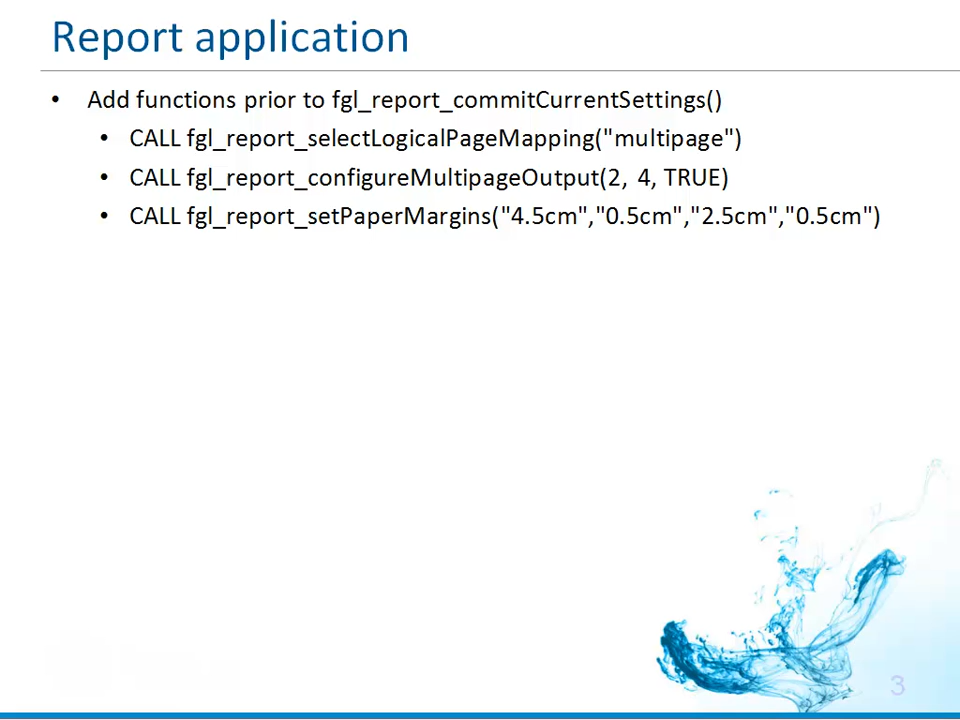 Report application
• Add functions prior to fgl_report_commitCurrentSettings()
• CALL fgl_report_selectLogicalPageMapping("multipage")
• CALL fgl_report_configureMultipageOutput(2, 4, TRUE)
• CALL fgl_report_setPaperMargins("4.5cm","0.5cm","2.5cm","0.5cm")
3